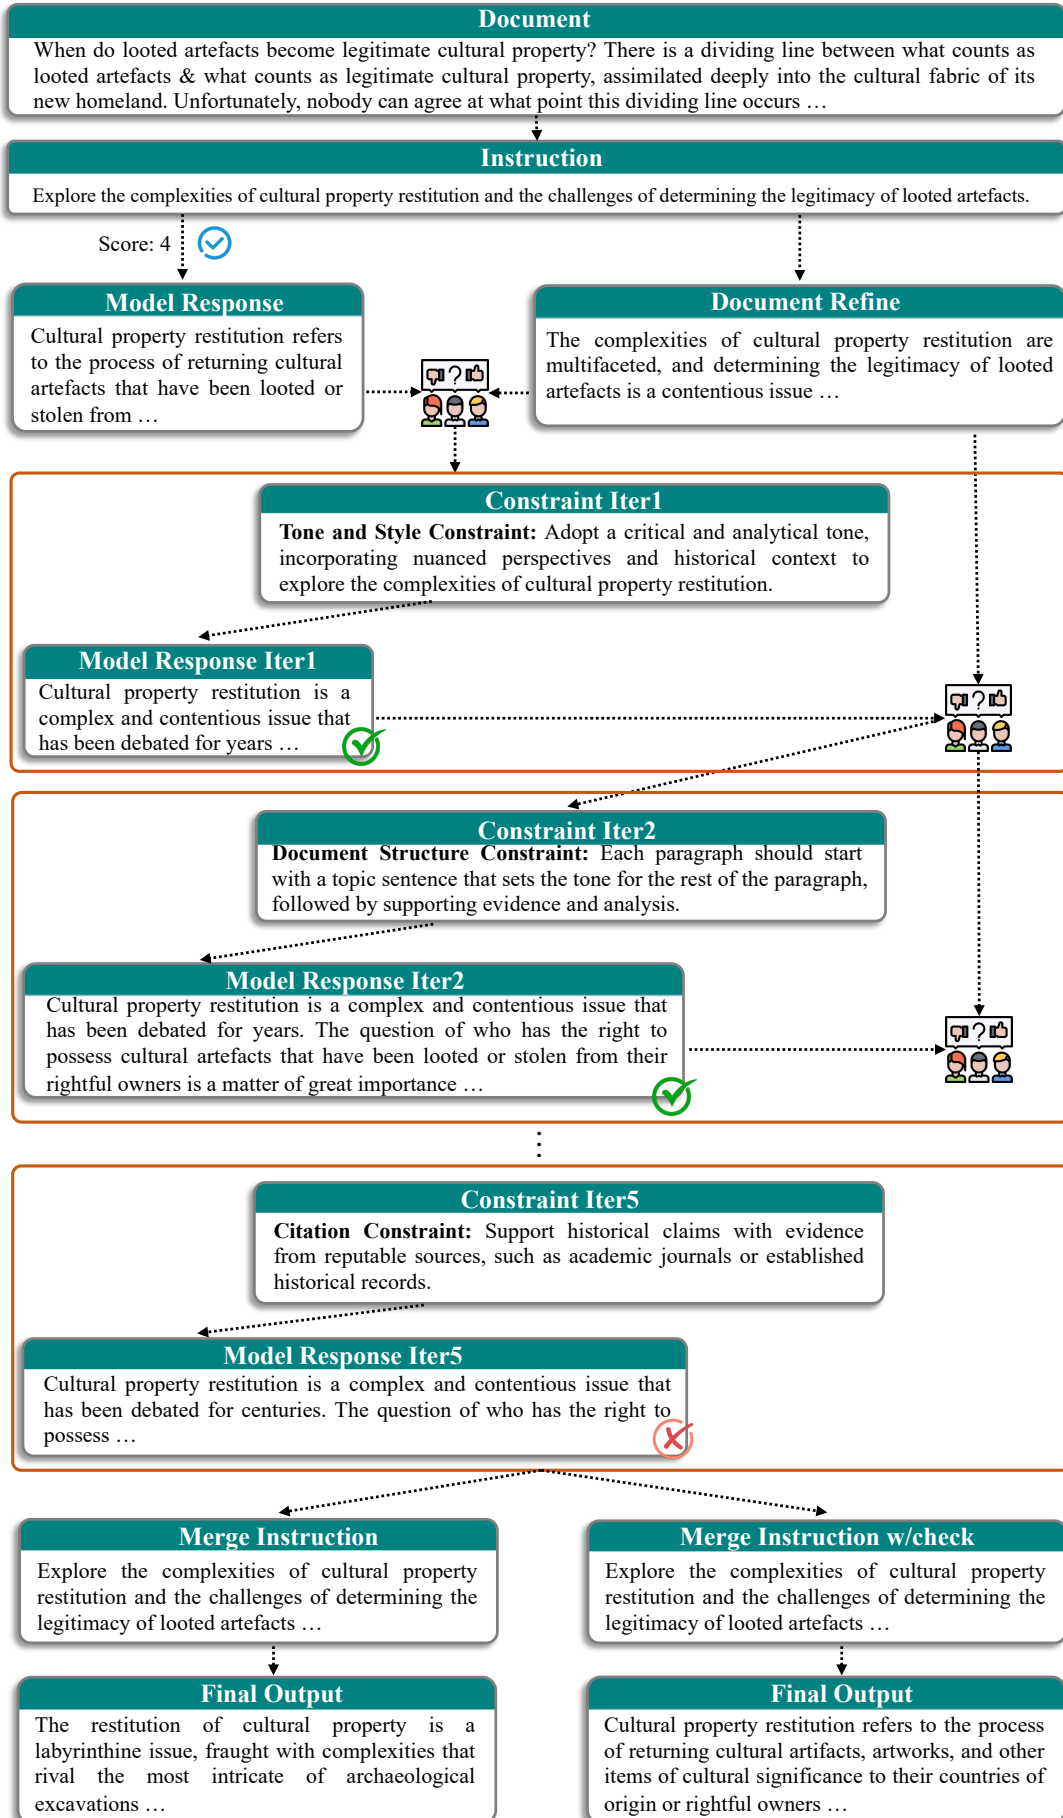 Document
When do looted artefacts become legitimate cultural property? There is a dividing line between what counts as
looted artefacts & what counts as legitimate cultural property, assimilated deeply into the cultural fabric of its
new homeland. Unfortunately, nobody can agree at what point this dividing line occurs …
Instruction
Explore the complexities of cultural property restitution and the challenges of determining the legitimacy of looted artefacts.
Score: 4
Model Response
Cultural property restitution refers
to the process of returning cultural
artefacts that have been looted or
stolen from …
Document Refine
The complexities of cultural property restitution are
multifaceted, and determining the legitimacy of looted
artefacts is a contentious issue …
?
Constraint Iter1
Tone and Style Constraint: Adopt a critical and analytical tone,
incorporating nuanced perspectives and historical context to
explore the complexities of cultural property restitution.
Model Response Iter1
Cultural property restitution is a
complex and contentious issue that
has been debated for years …
?
Constraint Iter2
Document Structure Constraint: Each paragraph should start
with a topic sentence that sets the tone for the rest of the paragraph,
followed by supporting evidence and analysis.
Model Response Iter2
Cultural property restitution is a complex and contentious issue that
has been debated for years. The question of who has the right to
possess cultural artefacts that have been looted or stolen from their
rightful owners is a matter of great importance …
?
⋮
Constraint Iter5
Citation Constraint: Support historical claims with evidence
from reputable sources, such as academic journals or established
historical records.
Model Response Iter5
Cultural property restitution is a complex and contentious issue that
has been debated for centuries. The question of who has the right to
possess …
Merge Instruction
Explore the complexities of cultural property
restitution and the challenges of determining the
legitimacy of looted artefacts …
Merge Instruction w/check
Explore the complexities of cultural property
restitution and the challenges of determining the
legitimacy of looted artefacts …
Final Output
The restitution of cultural property is a
labyrinthine issue, fraught with complexities that
rival the most intricate of archaeological
excavations …
Final Output
Cultural property restitution refers to the process
of returning cultural artifacts, artworks, and other
items of cultural significance to their countries of
origin or rightful owners …